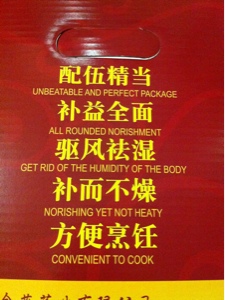 配伍精当
UNBEATABLE AND PERFECT PACKAGE
补益全面
ALL ROUNDED NORISHMENT
驱风祛湿
GET RID OF THE HUMIDITY OF THE BODY
补而不燥
NORISHING YET NOT HEATY
方便烹饪
CONVENIENT TO COOK